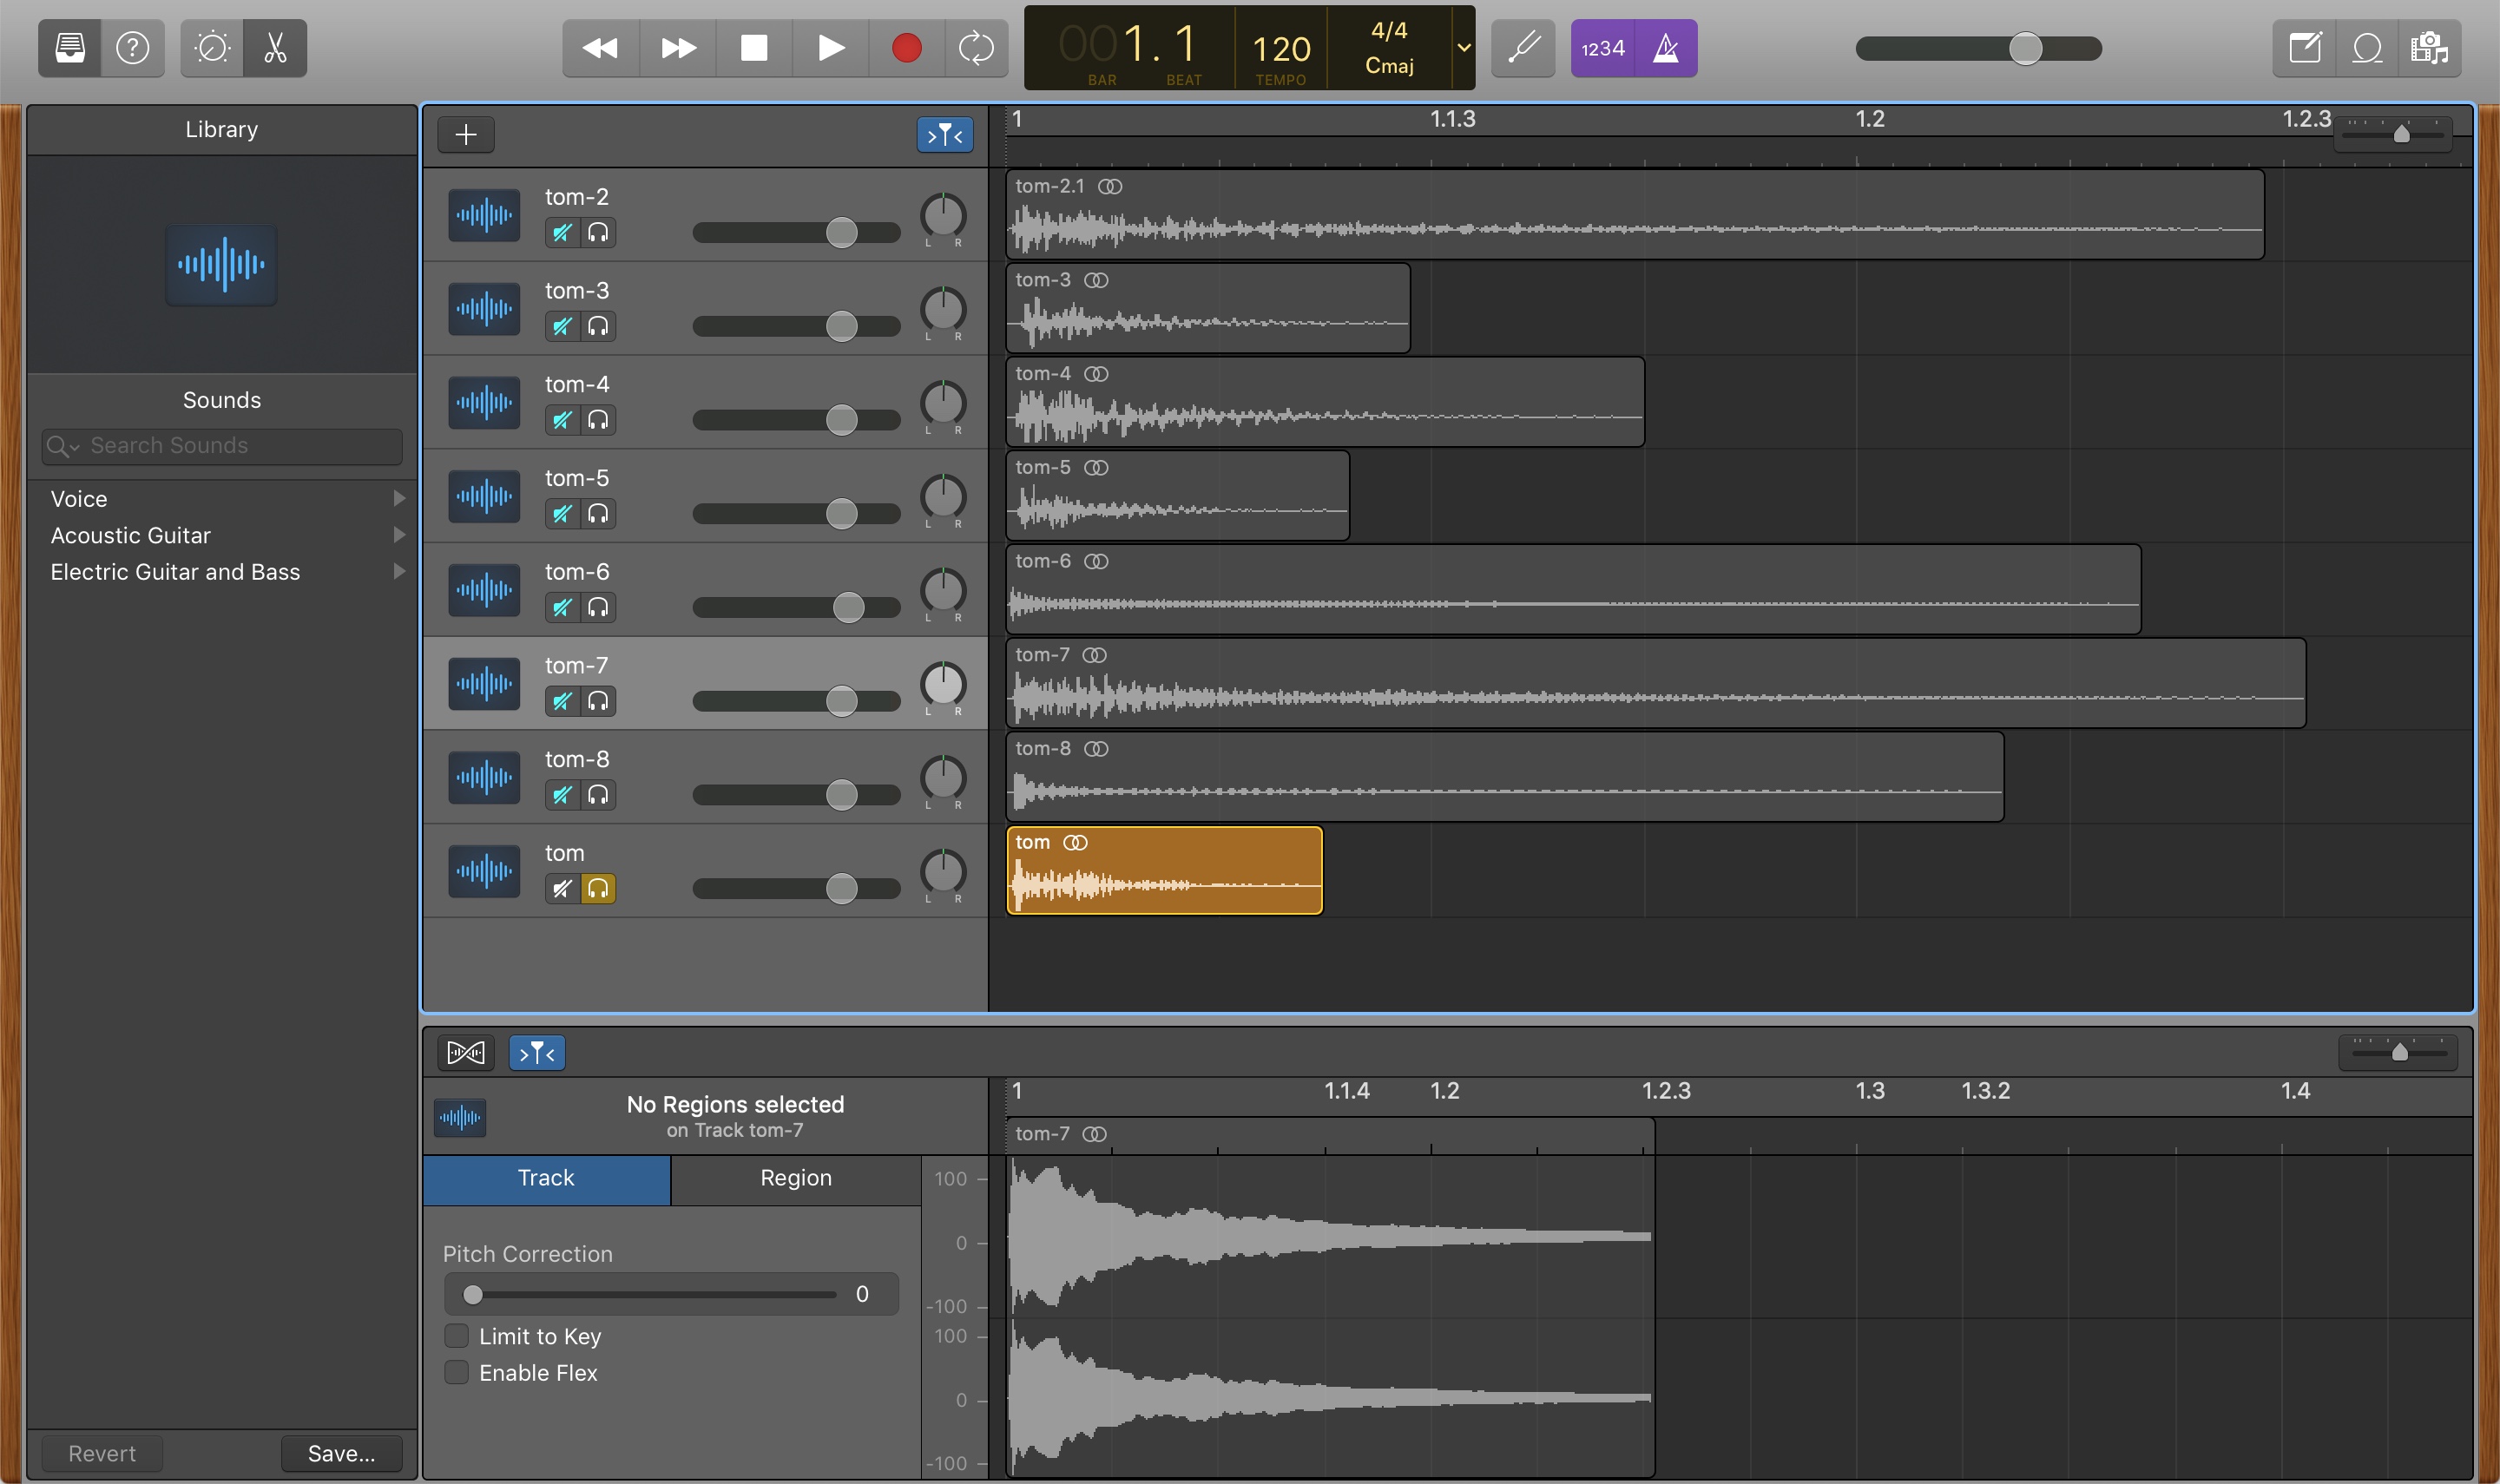 001. 1
BAR BEAT
120
TEMPO
4/4
Cmaj
1234
Library
Sounds
Search Sounds
Voice
Acoustic Guitar
Electric Guitar and Bass
Revert
Save...
1 1.1.3 1.2 1.2.3
tom-2
L R
tom-2.1
tom-3
L R
tom-3
tom-4
L R
tom-4
tom-5
L R
tom-5
tom-6
L R
tom-6
tom-7
L R
tom-7
tom-8
L R
tom-8
tom
L R
tom
No Regions selected
on Track tom-7
1 1.1.4 1.2 1.2.3 1.3 1.3.2 1.4
tom-7
Track
Region
Pitch Correction
0
Limit to Key
Enable Flex
100
0
-100
100
0
-100